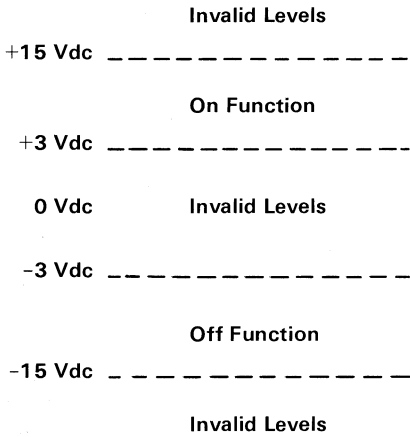 Invalid Levels
+15 Vdc
On Function
+3 Vdc
0 Vdc Invalid Levels
–3 Vdc
Off Function
–15 Vdc
Invalid Levels